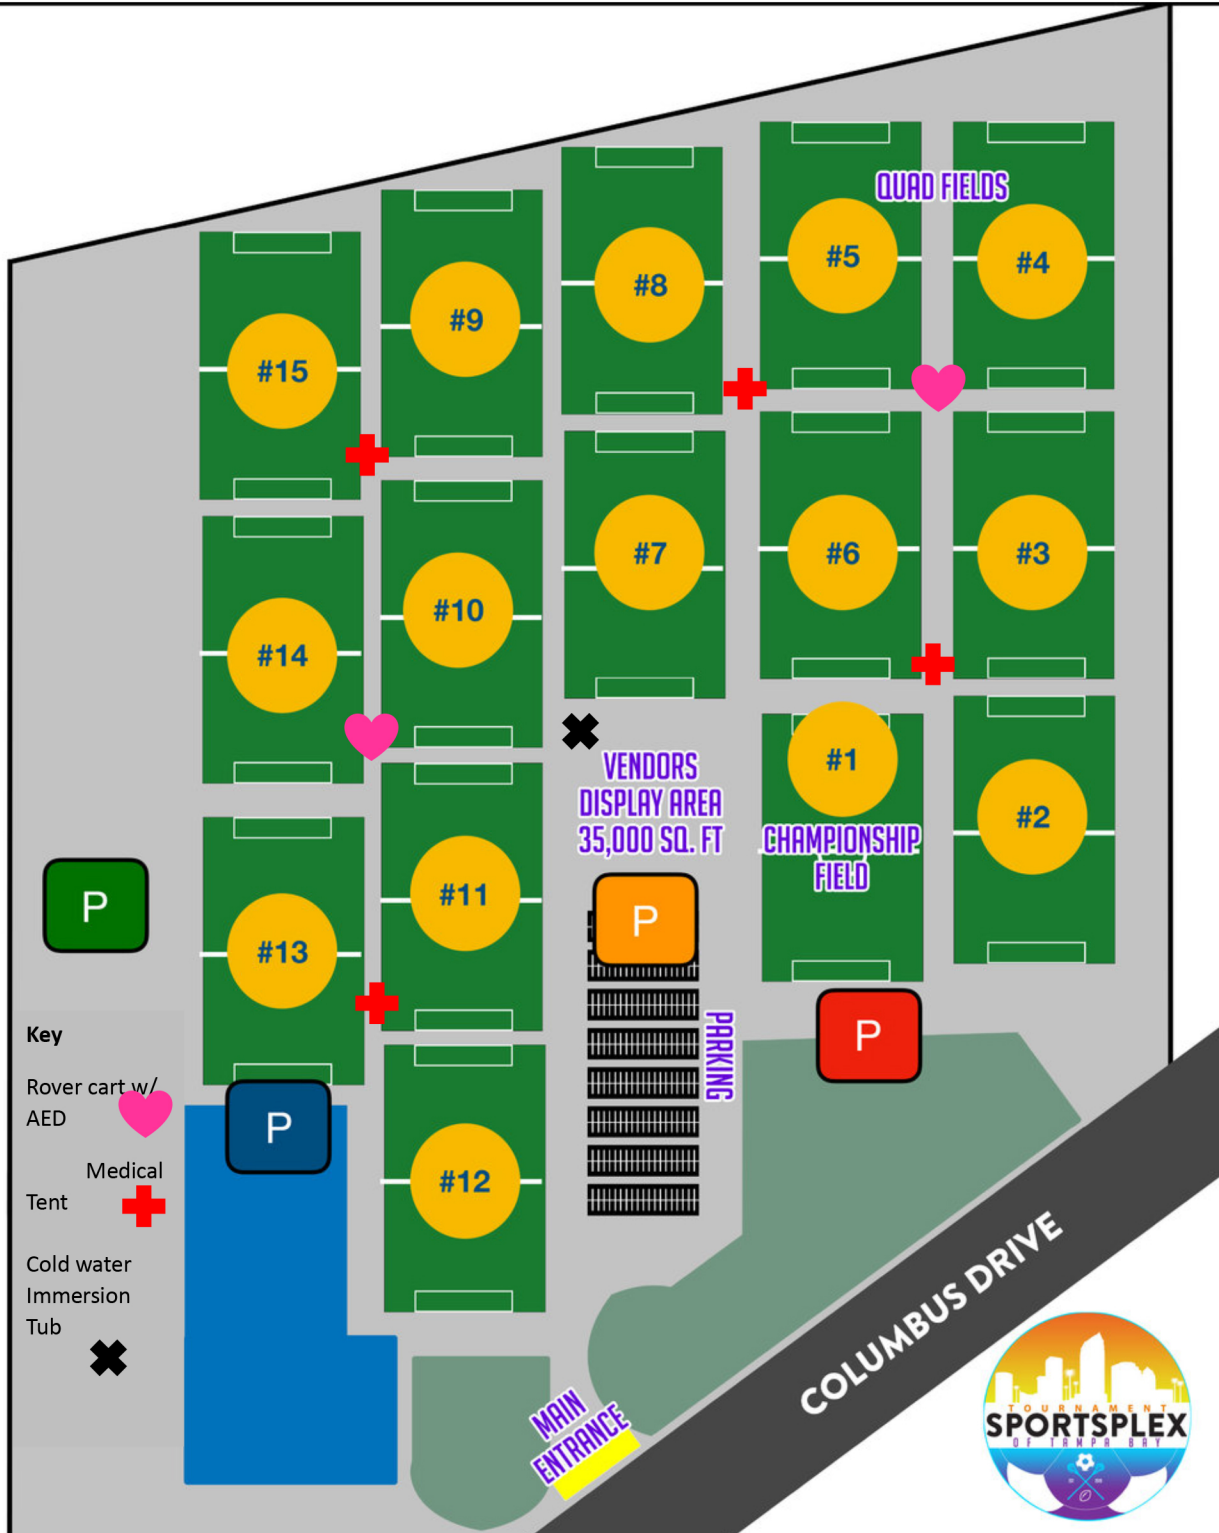 QUAD FIELDS
#5
#4
#8
#9
#15
#7
#6
#3
#10
#14
#1
#2
VENDORS
DISPLAY AREA
35,000 SQ. FT
CHAMPIONSHIP
FIELD
#11
P
P
#13
P
PARKING
P
#12
Key
Rover cart w/
AED
Medical
Tent
Cold water
Immersion
Tub
MAIN
ENTRANCE
COLUMBUS DRIVE
TOURNAMENT
SPORTSPLEX
OF TAMPA BAY